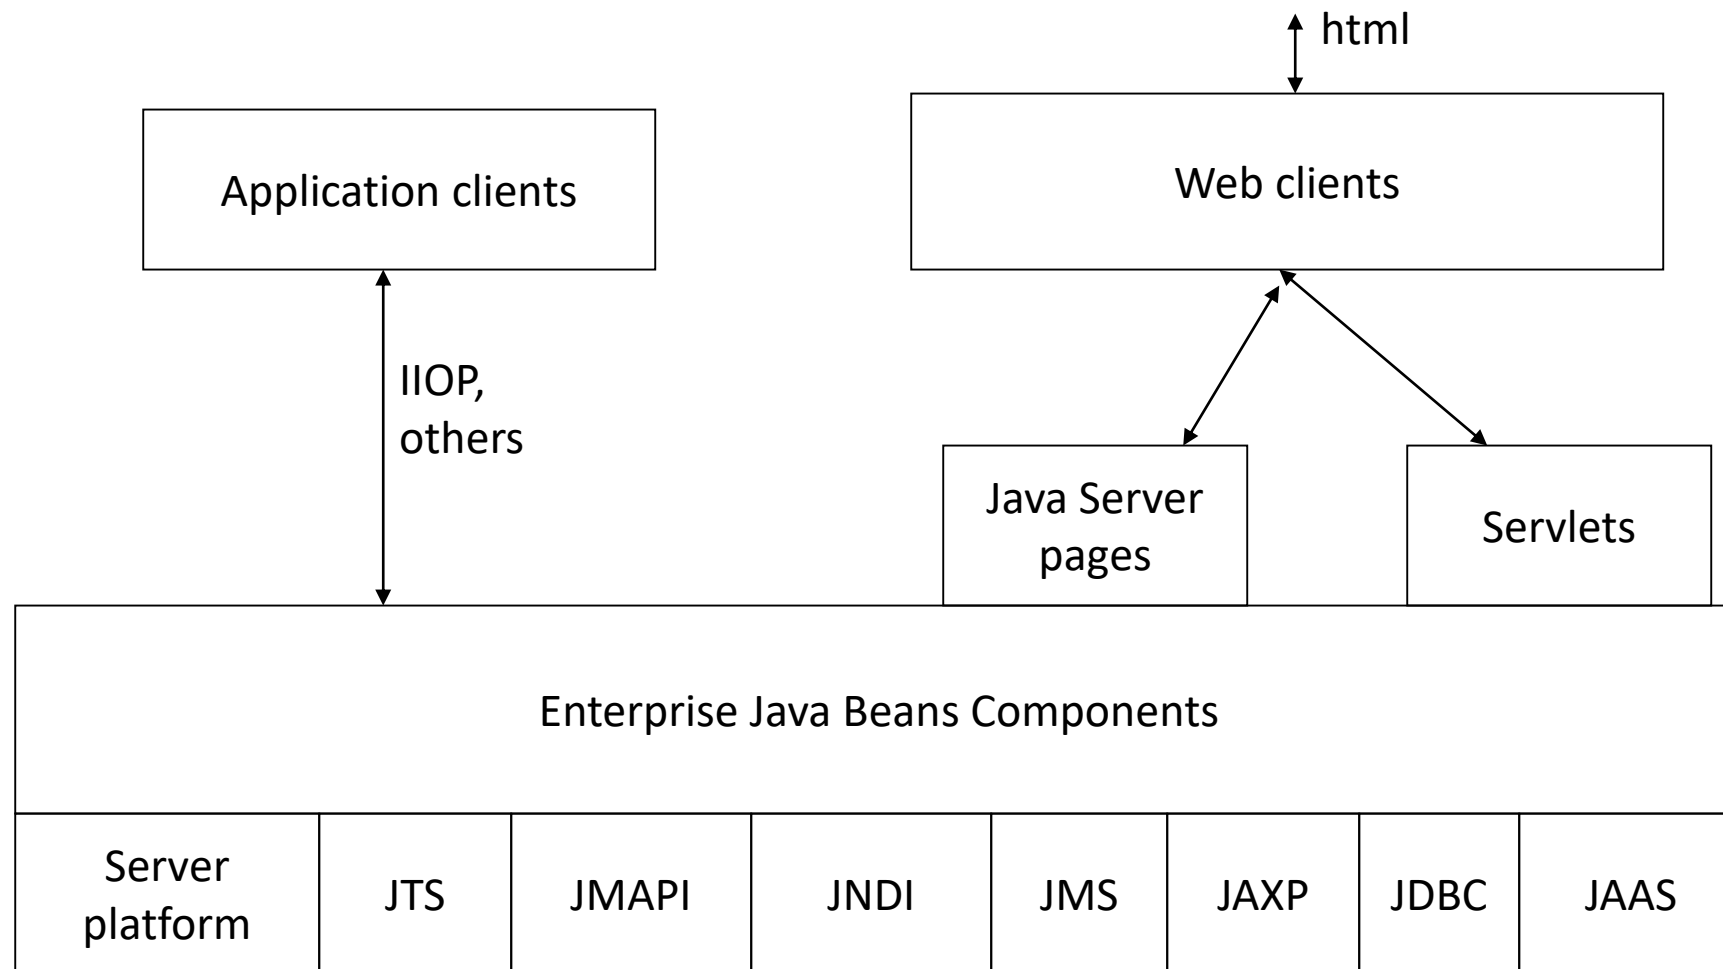 html
Application clients
Web clients
IIOP,
others
Java Server
pages
Servlets
Enterprise Java Beans Components
Server
platform
JTS
JMAPI
JNDI
JMS
JAXP
JDBC
JAAS